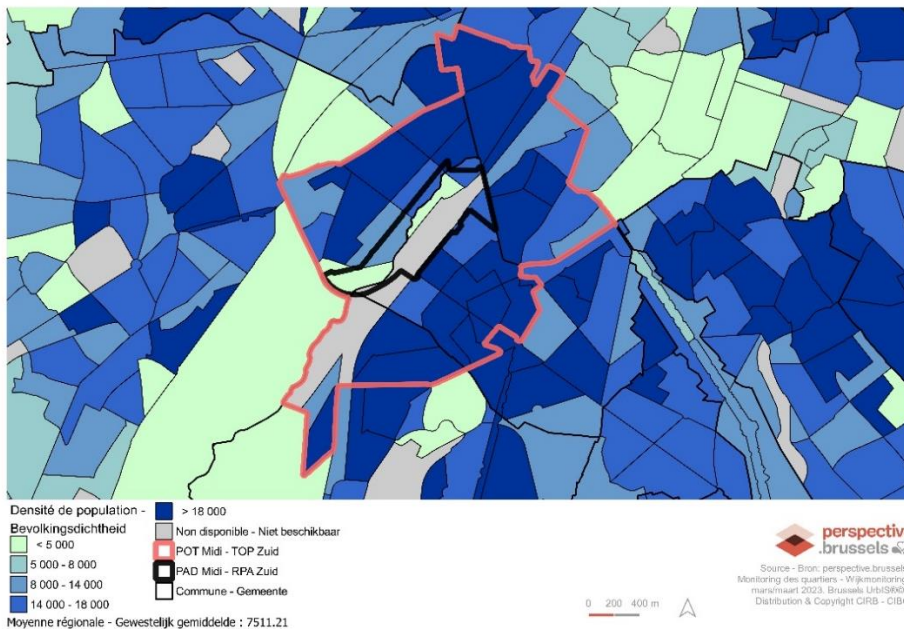 Densité de population -
Bevolkingsdichtheid
< 5 000
5 000 - 8 000
8 000 - 14 000
14 000 - 18 000
> 18 000
Non disponible - Niet beschikbaar
POT Midi - TOP Zuid
PAD Midi - RPA Zuid
Commune - Gemeente
Moyenne régionale - Gewestelijk gemiddelde : 7511.21
0 200 400 m
perspective
.brussels
Source - Bron: perspective.brussels
Monitoring des quartiers - Wijkmonitoring
mars/maart 2023. Brussels
Distribution & Copyright CIRB - CIBG